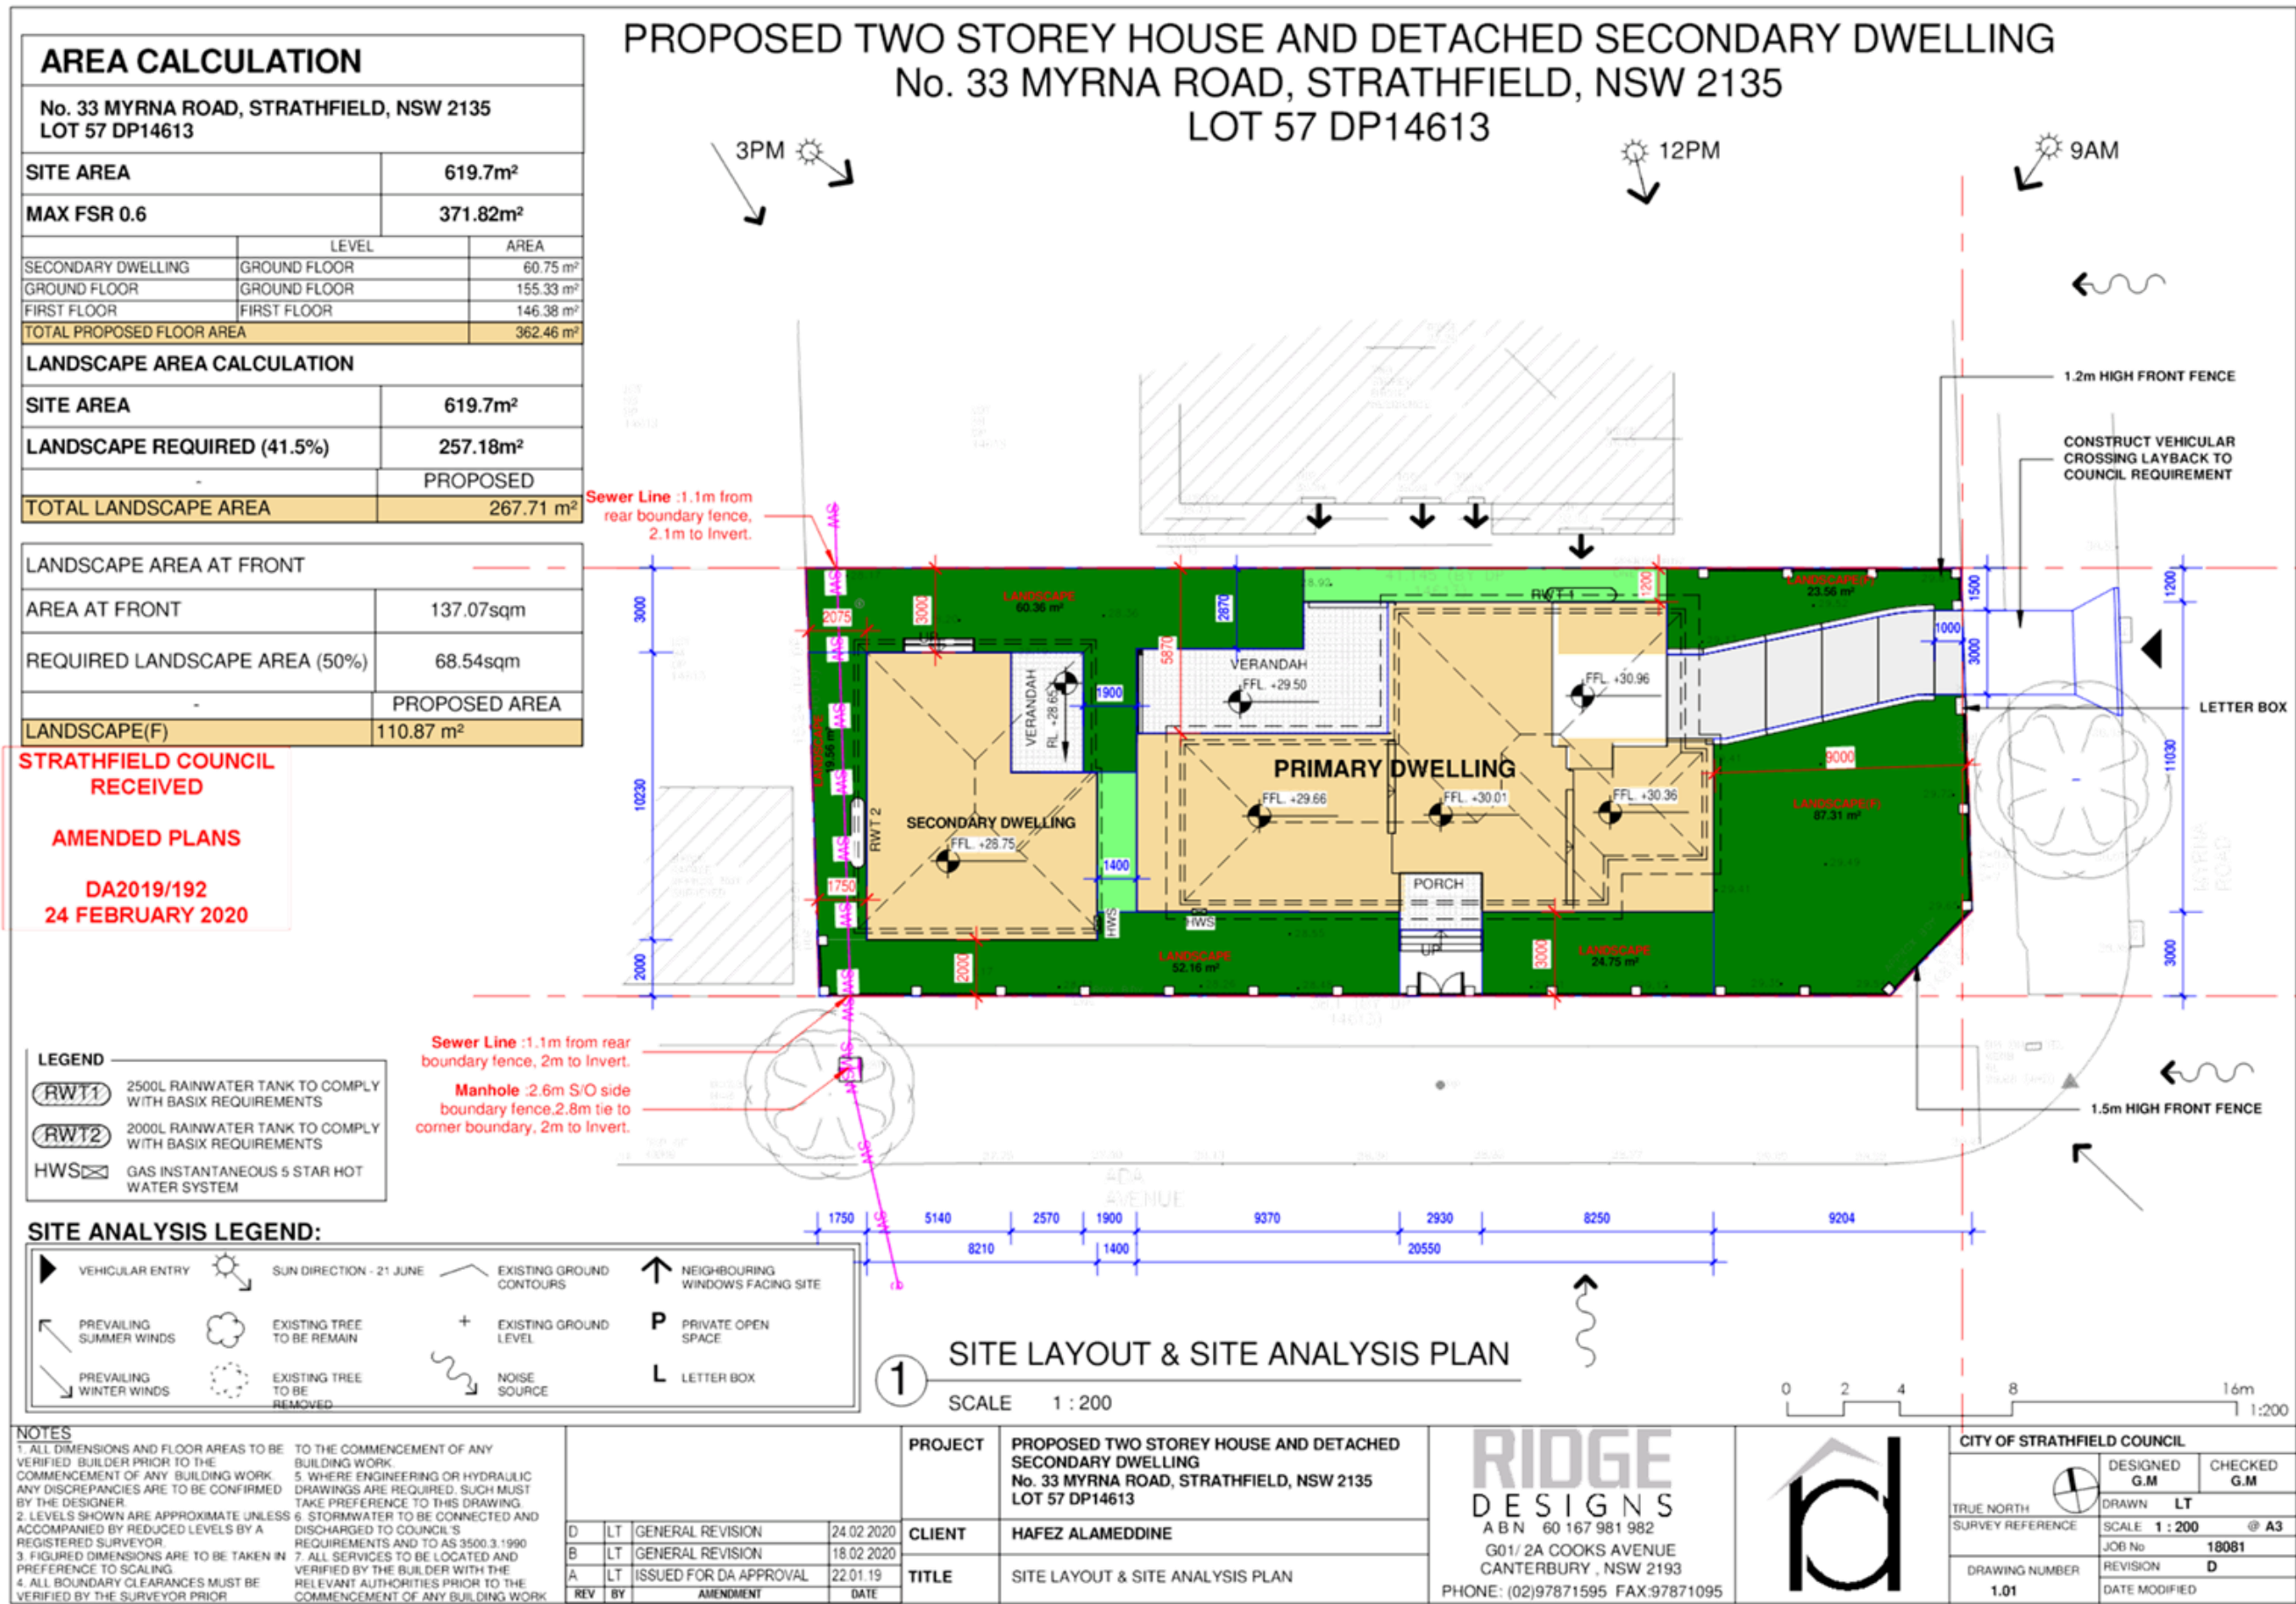 PROPOSED TWO STOREY HOUSE AND DETACHED SECONDARY DWELLING
No. 33 MYRNA ROAD, STRATHFIELD, NSW 2135
LOT 57 DP14613
AREA CALCULATION
No. 33 MYRNA ROAD, STRATHFIELD, NSW 2135
LOT 57 DP14613
SITE AREA 619.7m²
MAX FSR 0.6 371.82m²
LEVEL AREA
SECONDARY DWELLING GROUND FLOOR 60.75 m²
GROUND FLOOR GROUND FLOOR 155.33 m²
FIRST FLOOR FIRST FLOOR 146.38 m²
TOTAL PROPOSED FLOOR AREA 362.46 m²
LANDSCAPE AREA CALCULATION
SITE AREA 619.7m²
LANDSCAPE REQUIRED (41.5%) 257.18m²
- PROPOSED
TOTAL LANDSCAPE AREA 267.71 m²
LANDSCAPE AREA AT FRONT
AREA AT FRONT 137.07sqm
REQUIRED LANDSCAPE AREA (50%) 68.54sqm
- PROPOSED AREA
LANDSCAPE(F) 110.87 m²
STRATHFIELD COUNCIL
RECEIVED
AMENDED PLANS
DA2019/192
24 FEBRUARY 2020
3PM
12PM
9AM
1.2m HIGH FRONT FENCE
CONSTRUCT VEHICULAR
CROSSING LAYBACK TO
COUNCIL REQUIREMENT
LETTER BOX
1.5m HIGH FRONT FENCE
Sewer Line :1.1m from
rear boundary fence,
2.1m to Invert.
Sewer Line :1.1m from rear
boundary fence, 2m to Invert.
Manhole :2.6m S/O side
boundary fence.2.8m tie to
corner boundary, 2m to Invert.
3000
10230
2000
2075
3000
LANDSCAPE
60.36 m²
2870
5870
1200
RWT 1
LANDSCAPE(F)
23.56 m²
1000
1500
3000
1200
11030
3000
UP
VERANDAH
RL. +28.65
1900
VERANDAH
FFL. +29.50
FFL. +30.96
9000
LANDSCAPE
19.56 m²
PRIMARY DWELLING
FFL. +29.66
FFL. +30.01
FFL. +30.36
LANDSCAPE(F)
87.31 m²
RWT 2
SECONDARY DWELLING
FFL. +28.75
1750
1400
HWS
HWS
PORCH
UP
2000
LANDSCAPE
52.16 m²
3000
LANDSCAPE
24.75 m²
MYRNA
ROAD
ADA
AVENUE
1750 5140 2570 1900 9370 2930 8250 9204
8210 1400 20550
LEGEND
RWT1 2500L RAINWATER TANK TO COMPLY
WITH BASIX REQUIREMENTS
RWT2 2000L RAINWATER TANK TO COMPLY
WITH BASIX REQUIREMENTS
HWS GAS INSTANTANEOUS 5 STAR HOT
WATER SYSTEM
SITE ANALYSIS LEGEND:
VEHICULAR ENTRY
SUN DIRECTION - 21 JUNE
EXISTING GROUND
CONTOURS
NEIGHBOURING
WINDOWS FACING SITE
PREVAILING
SUMMER WINDS
EXISTING TREE
TO BE REMAIN
EXISTING GROUND
LEVEL
P PRIVATE OPEN
SPACE
PREVAILING
WINTER WINDS
EXISTING TREE
TO BE
REMOVED
NOISE
SOURCE
L LETTER BOX
1 SITE LAYOUT & SITE ANALYSIS PLAN
SCALE 1 : 200
0 2 4 8 16m
1:200
NOTES
1. ALL DIMENSIONS AND FLOOR AREAS TO BE
VERIFIED BUILDER PRIOR TO THE
COMMENCEMENT OF ANY BUILDING WORK.
ANY DISCREPANCIES ARE TO BE CONFIRMED
BY THE DESIGNER.
2. LEVELS SHOWN ARE APPROXIMATE UNLESS
ACCOMPANIED BY REDUCED LEVELS BY A
REGISTERED SURVEYOR.
3. FIGURED DIMENSIONS ARE TO BE TAKEN IN
PREFERENCE TO SCALING.
4. ALL BOUNDARY CLEARANCES MUST BE
VERIFIED BY THE SURVEYOR PRIOR
TO THE COMMENCEMENT OF ANY
BUILDING WORK.
5. WHERE ENGINEERING OR HYDRAULIC
DRAWINGS ARE REQUIRED. SUCH MUST
TAKE PREFERENCE TO THIS DRAWING.
6. STORMWATER TO BE CONNECTED AND
DISCHARGED TO COUNCIL'S
REQUIREMENTS AND TO AS 3500.3.1990
7. ALL SERVICES TO BE LOCATED AND
VERIFIED BY THE BUILDER WITH THE
RELEVANT AUTHORITIES PRIOR TO THE
COMMENCEMENT OF ANY BUILDING WORK
D LT GENERAL REVISION 24.02.2020
B LT GENERAL REVISION 18.02.2020
A LT ISSUED FOR DA APPROVAL 22.01.19
REV BY AMENDMENT DATE
PROJECT PROPOSED TWO STOREY HOUSE AND DETACHED
SECONDARY DWELLING
No. 33 MYRNA ROAD, STRATHFIELD, NSW 2135
LOT 57 DP14613
CLIENT HAFEZ ALAMEDDINE
TITLE SITE LAYOUT & SITE ANALYSIS PLAN
RIDGE
DESIGNS
A B N 60 167 981 982
G01/ 2A COOKS AVENUE
CANTERBURY , NSW 2193
PHONE: (02)97871595 FAX:97871095
CITY OF STRATHFIELD COUNCIL
TRUE NORTH
DESIGNED G.M
CHECKED G.M
DRAWN LT
SURVEY REFERENCE
SCALE 1 : 200 @ A3
JOB No 18081
DRAWING NUMBER
1.01
REVISION D
DATE MODIFIED